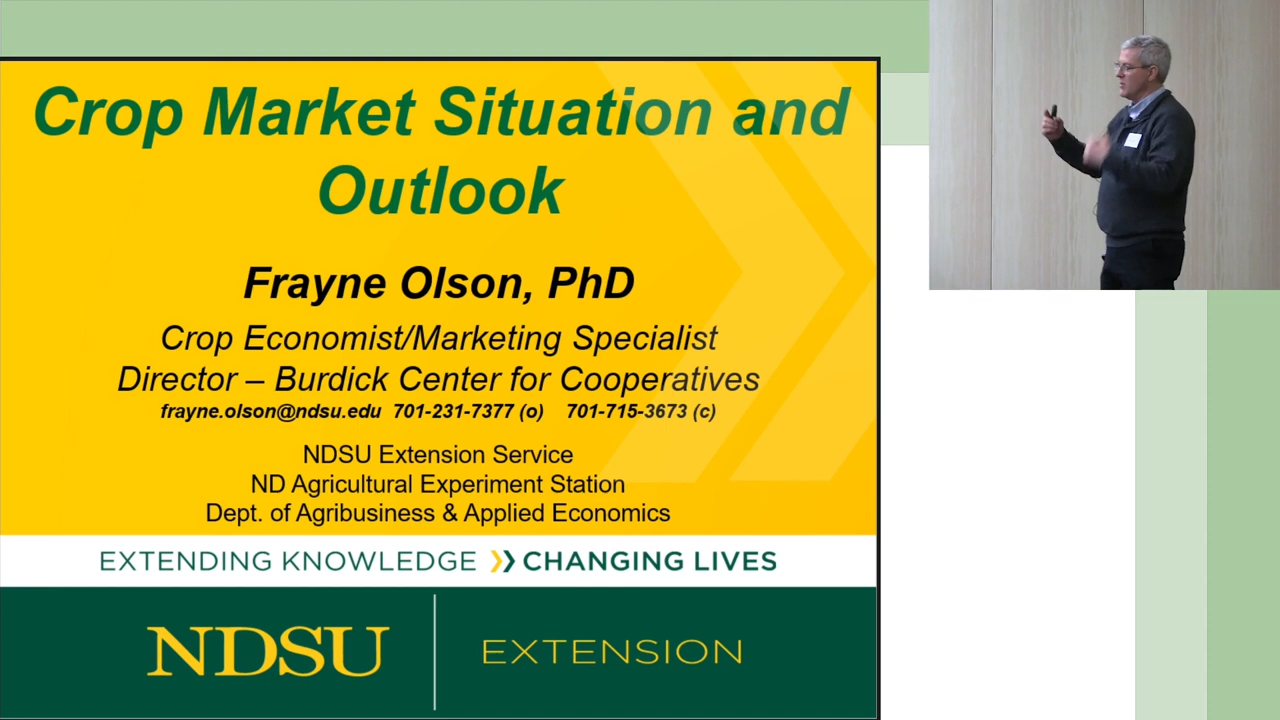 Crop Market Situation and
Outlook
Frayne Olson, PhD
Crop Economist/Marketing Specialist
Director – Burdick Center for Cooperatives
frayne.olson@ndsu.edu 701-231-7377 (o) 701-715-3673 (c)
NDSU Extension Service
ND Agricultural Experiment Station
Dept. of Agribusiness & Applied Economics
EXTENDING KNOWLEDGE CHANGING LIVES
NDSU EXTENSION